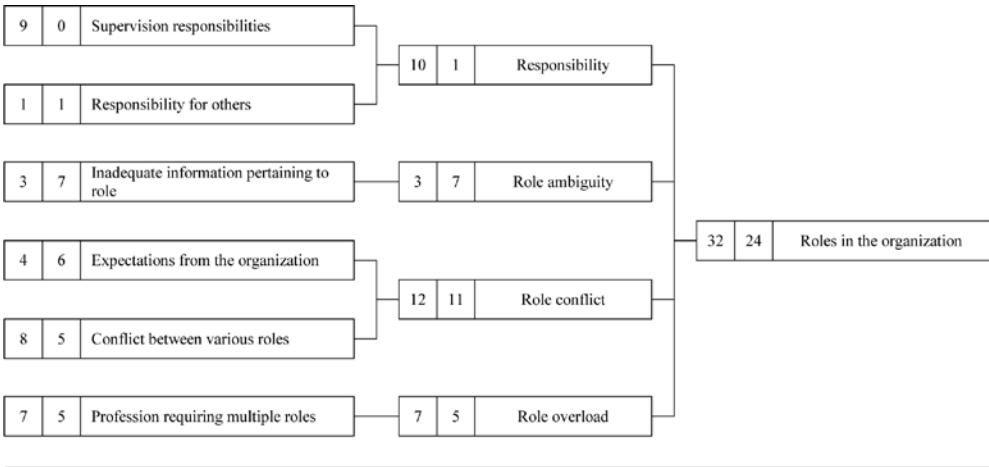 9 0 Supervision responsibilities
10 1 Responsibility
1 1 Responsibility for others
3 7 Inadequate information pertaining to
role
3 7 Role ambiguity
32 24 Roles in the organization
4 6 Expectations from the organization
12 11 Role conflict
8 5 Conflict between various roles
7 5 Profession requiring multiple roles
7 5 Role overload